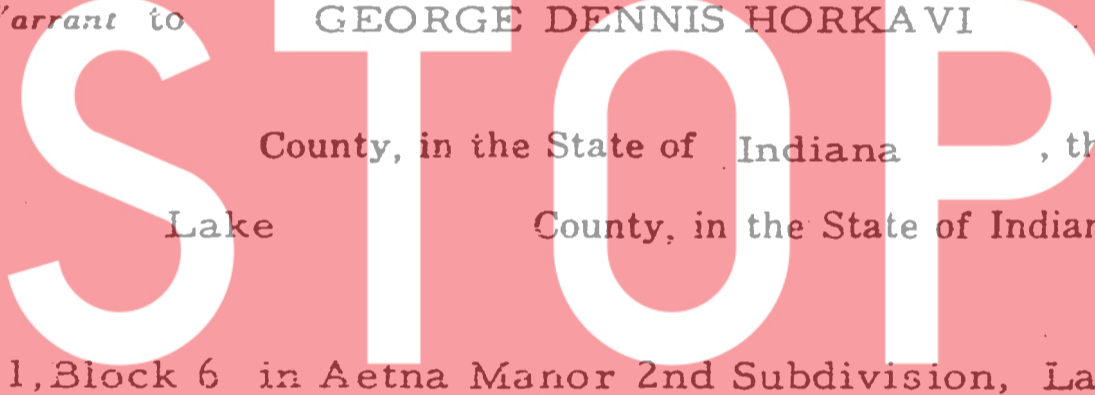 arrant to GEORGE DENNIS HORKAVI
STOP
County, in the State of Indiana , th
Lake County, in the State of Indian
1, Block 6 in Aetna Manor 2nd Subdivision, La